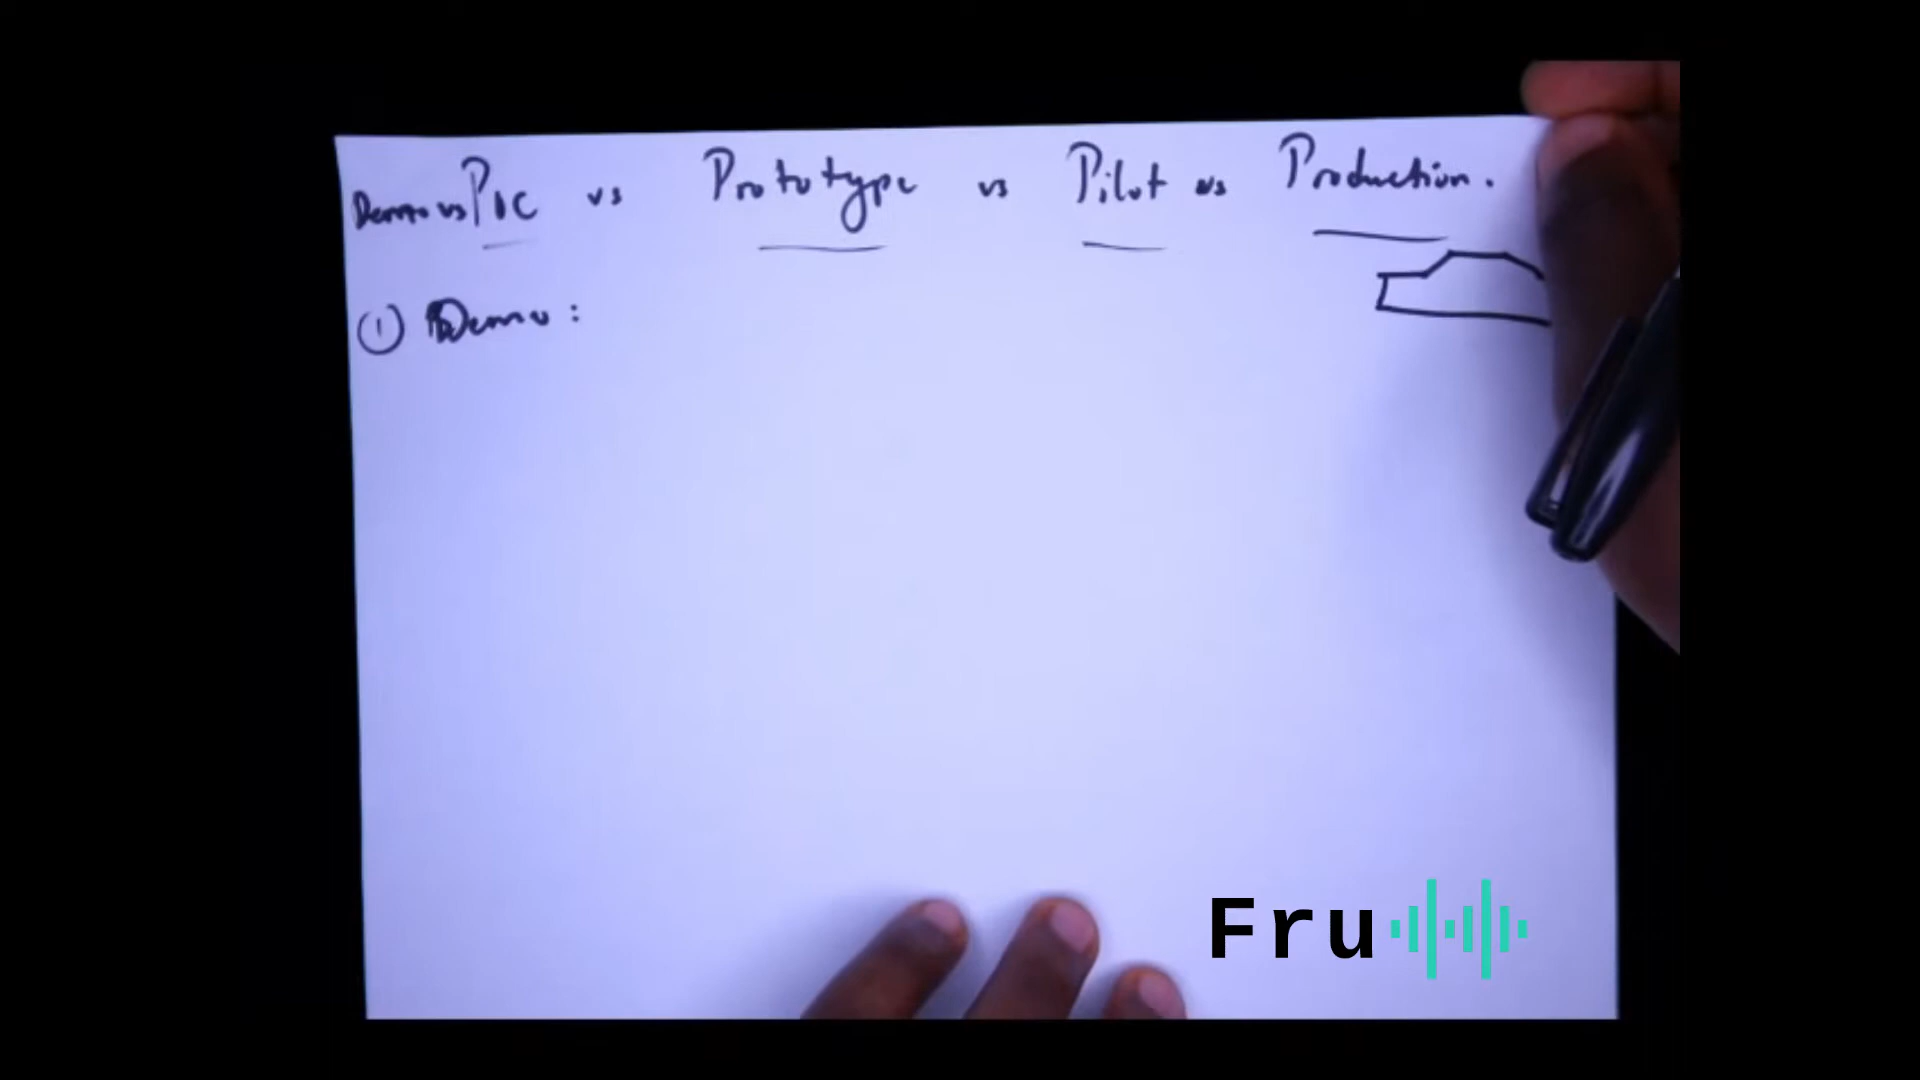 Demo vs POC vs Prototype vs Pilot vs Production.
① Demo :
Fru